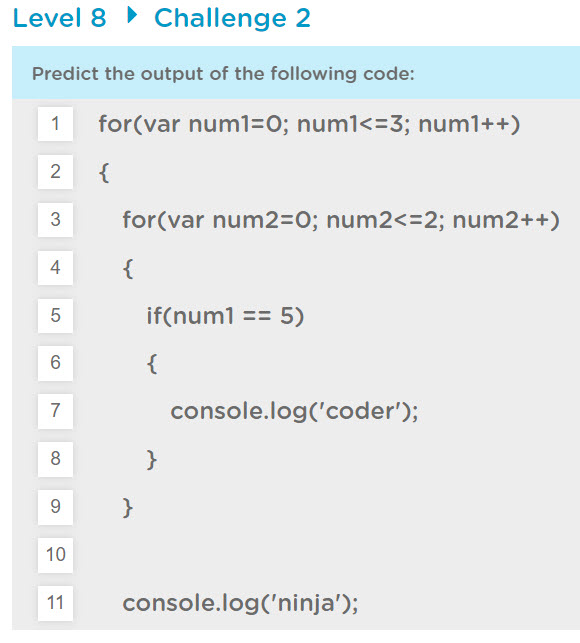 Level 8 ▸ Challenge 2
Predict the output of the following code:
1 for(var num1=0; num1<=3; num1++)
2 {
3 for(var num2=0; num2<=2; num2++)
4 {
5 if(num1 == 5)
6 {
7 console.log('coder');
8 }
9 }
10
11 console.log('ninja');